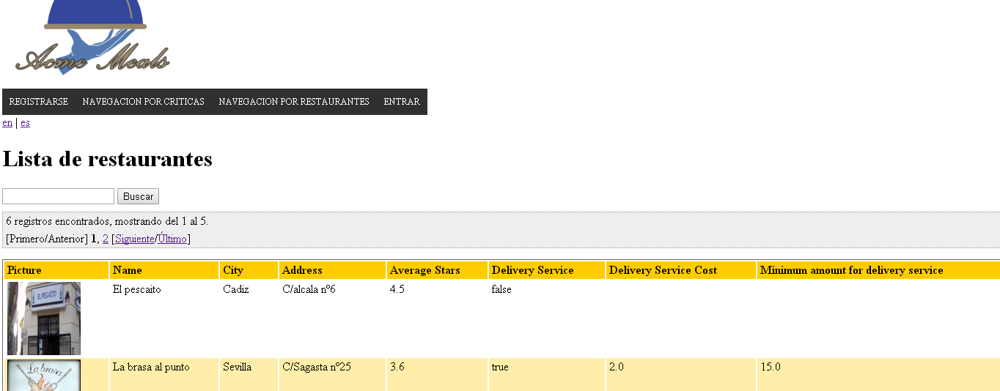 Acme Meals
REGISTRARSE NAVEGACION POR CRITICAS NAVEGACION POR RESTAURANTES ENTRAR
en | es
Lista de restaurantes
Buscar
6 registros encontrados, mostrando del 1 al 5.
[Primero/Anterior] 1, 2 [Siguiente/Último]
Picture Name City Address Average Stars Delivery Service Delivery Service Cost Minimum amount for delivery service
EL PESCAÍTO
El pescaito Cadiz C/alcala nº6 4.5 false
La brasa
La brasa al punto Sevilla C/Sagasta nº25 3.6 true 2.0 15.0